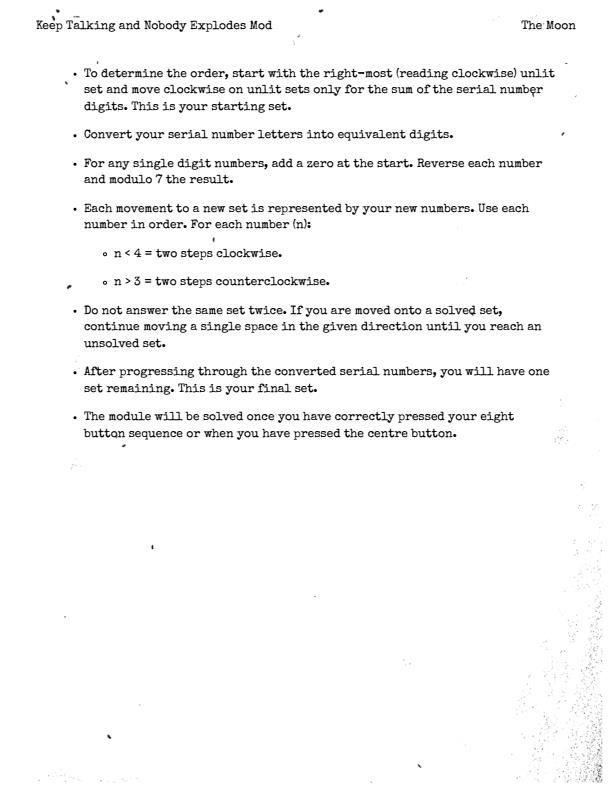 Keep Talking and Nobody Explodes Mod
The Moon
• To determine the order, start with the right-most (reading clockwise) unlit
set and move clockwise on unlit sets only for the sum of the serial number
digits. This is your starting set.
• Convert your serial number letters into equivalent digits.
• For any single digit numbers, add a zero at the start. Reverse each number
and modulo 7 the result.
• Each movement to a new set is represented by your new numbers. Use each
number in order. For each number (n):
∘ n < 4 = two steps clockwise.
∘ n > 3 = two steps counterclockwise.
• Do not answer the same set twice. If you are moved onto a solved set,
continue moving a single space in the given direction until you reach an
unsolved set.
• After progressing through the converted serial numbers, you will have one
set remaining. This is your final set.
• The module will be solved once you have correctly pressed your eight
button sequence or when you have pressed the centre button.